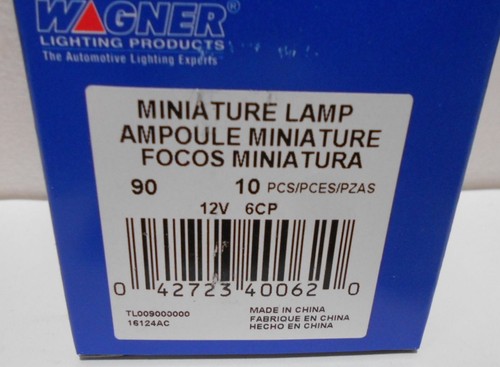 WAGNER®
LIGHTING PRODUCTS
The Automotive Lighting Experts
MINIATURE LAMP
AMPOULE MINIATURE
FOCOS MINIATURA
90 10 PCS/PCES/PZAS
12V 6CP
0 42723 40062 0
TL009000000
16124AC
MADE IN CHINA
FABRIQUE EN CHINA
HECHO EN CHINA